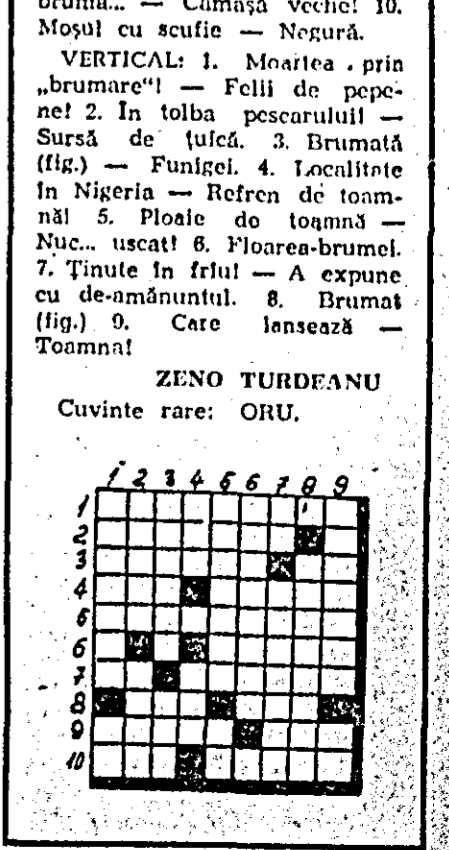 bruma... — Cămașă veche! 10.
Moșul cu scufie — Negură.
VERTICAL: 1. Moartea prin
„brumare“! — Felii de pepe-
ne! 2. În tolba pescarului! —
Sursă de țuică. 3. Brumată
(fig.) — Funigei. 4. Localitate
în Nigeria — Refren de toam-
nă! 5. Ploaie de toamnă —
Nuc... uscat! 6. Floarea-brumei.
7. Ținute în frîu! — A expune
cu de-amănuntul. 8. Brumat
(fig.) 9. Care lansează —
Toamna!
ZENO TURDEANU
Cuvinte rare: ORU.
1 2 3 4 5 6 7 8 9
1
2
3
4
5
6
7
8
9
10